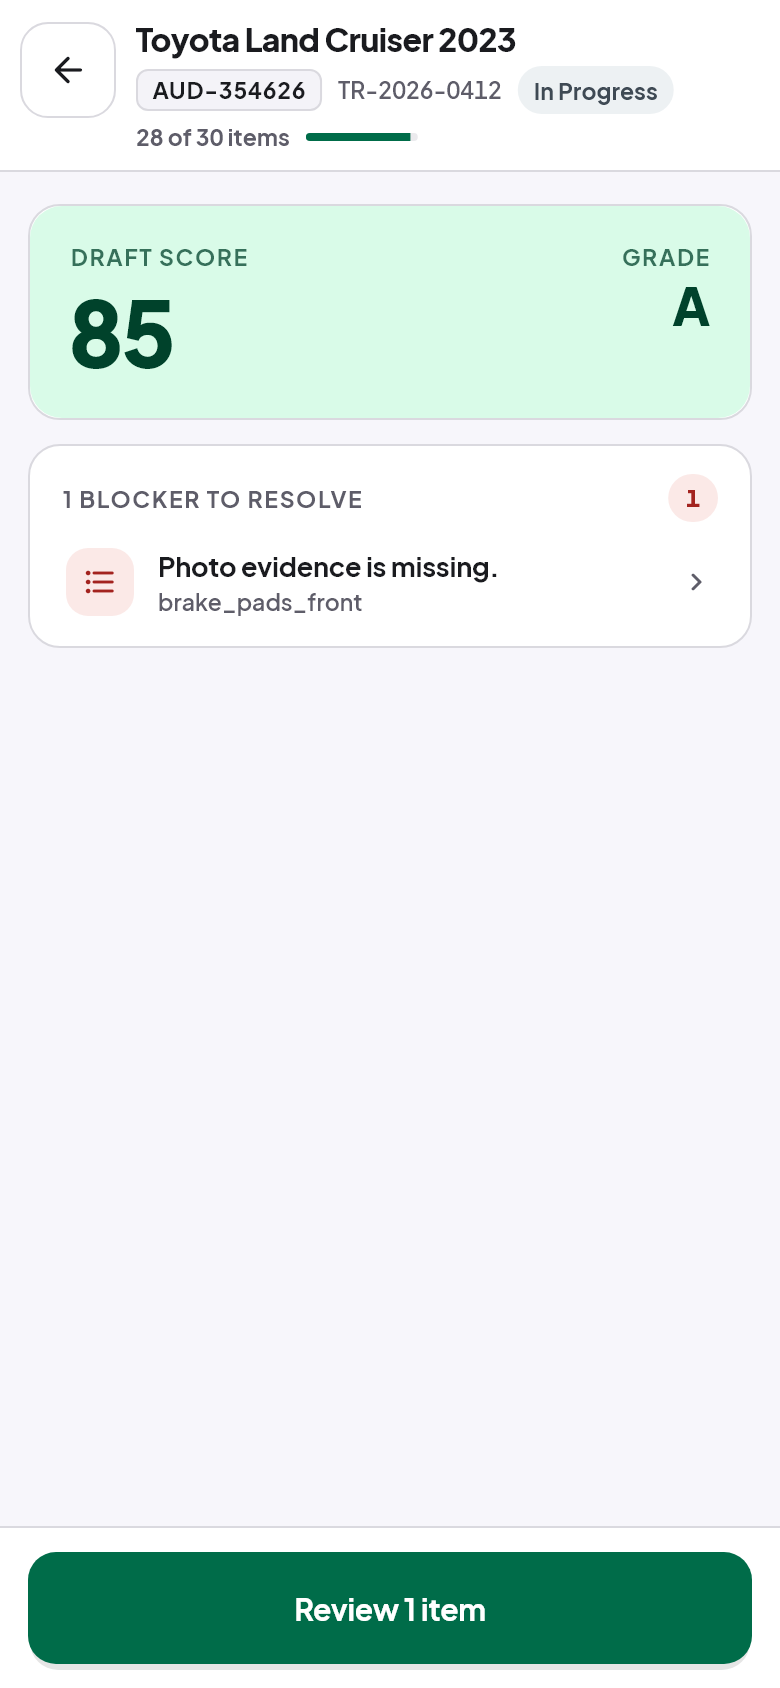 Toyota Land Cruiser 2023
AUD-354626 TR-2026-0412 In Progress
28 of 30 items
DRAFT SCORE GRADE
85 A
1 BLOCKER TO RESOLVE 1
Photo evidence is missing.
brake_pads_front
Review 1 item